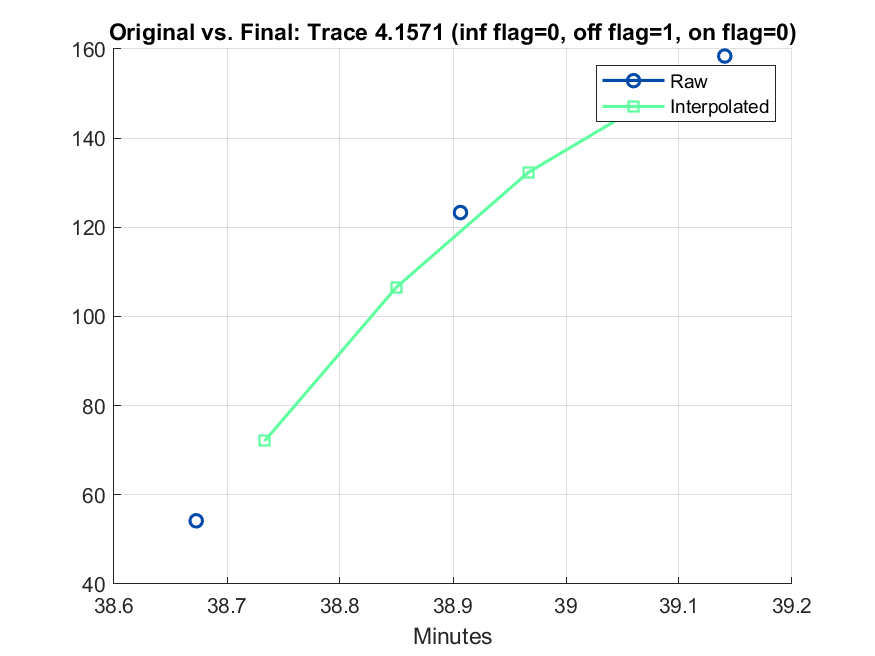 Original vs. Final: Trace 4.1571 (inf flag=0, off flag=1, on flag=0)
160
140
120
100
80
60
40
Raw
Interpolated
38.6 38.7 38.8 38.9 39 39.1 39.2
Minutes